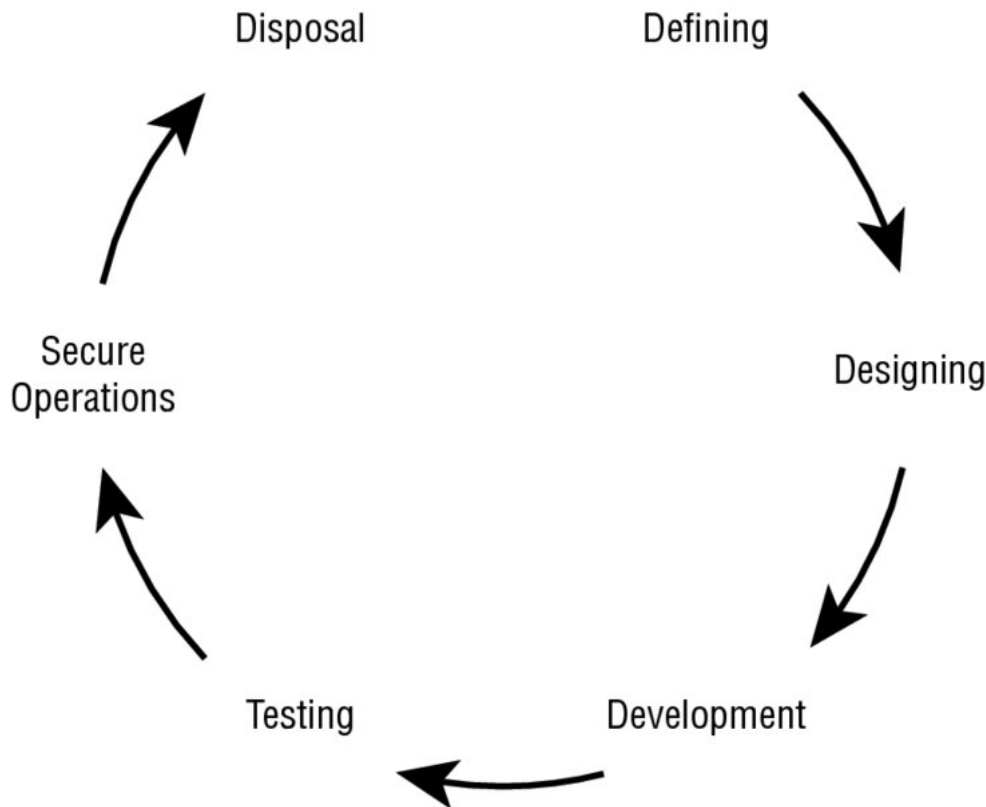 Disposal
Defining
Secure
Operations
Designing
Testing
Development